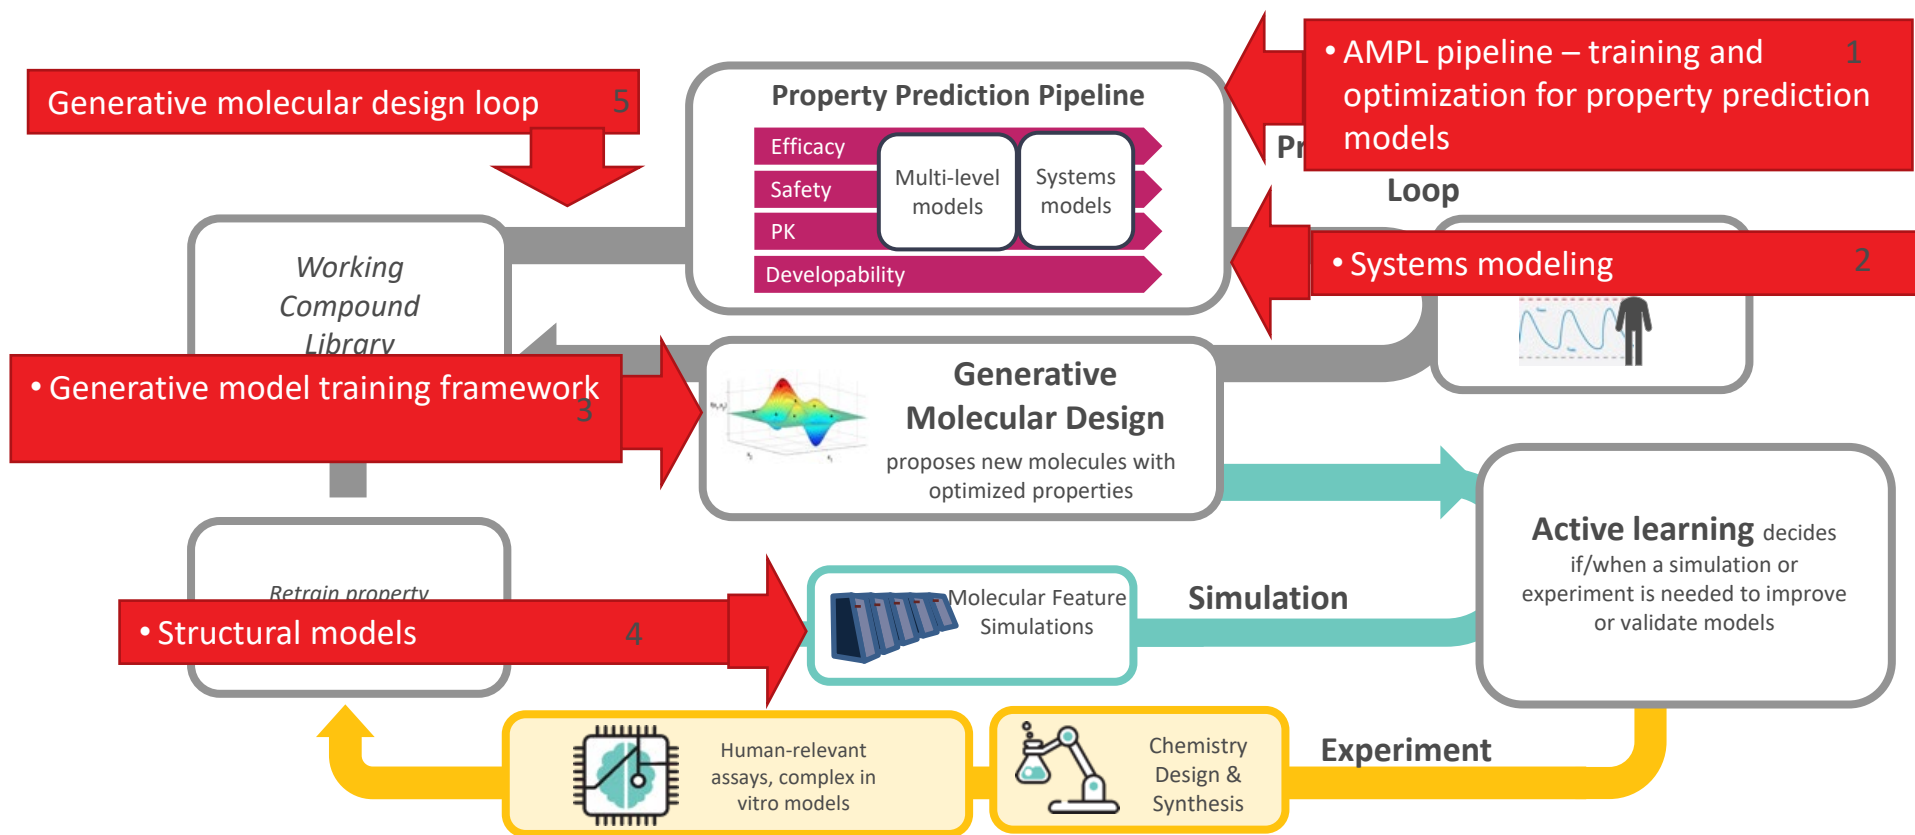 Generative molecular design loop
5
Property Prediction Pipeline
Efficacy
Safety
PK
Developability
Multi-level
models
Systems
models
• AMPL pipeline – training and
optimization for property prediction
models
1
Loop
• Systems modeling
2
Working
Compound
Library
• Generative model training framework
3
Generative
Molecular Design
proposes new molecules with
optimized properties
Active learning decides
if/when a simulation or
experiment is needed to improve
or validate models
Retrain property
• Structural models
4
Molecular Feature
Simulations
Simulation
Human-relevant
assays, complex in
vitro models
Chemistry
Design &
Synthesis
Experiment